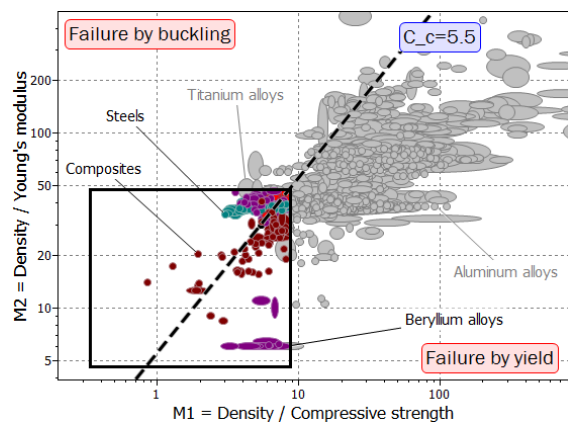 Failure by buckling
C_c=5.5
Titanium alloys
Steels
Composites
Aluminum alloys
Beryllium alloys
Failure by yield
M2 = Density / Young's modulus
200
100
50
20
10
5
1
10
100
M1 = Density / Compressive strength